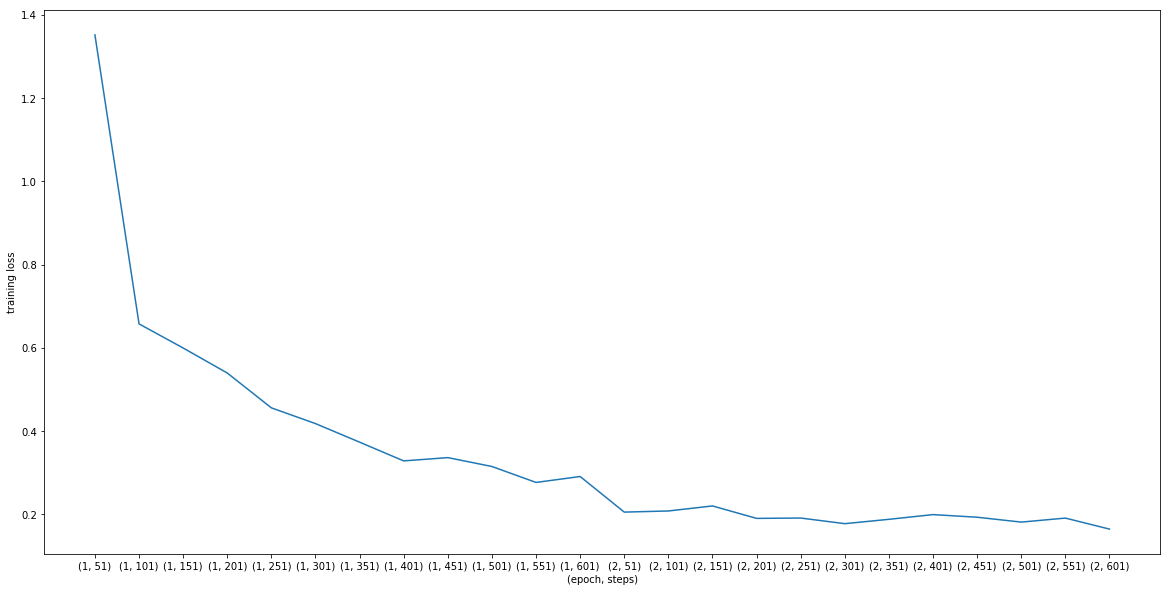 1.4
1.2
1.0
0.8
0.6
0.4
0.2
training loss
(1, 51) (1, 101) (1, 151) (1, 201) (1, 251) (1, 301) (1, 351) (1, 401) (1, 451) (1, 501) (1, 551) (1, 601) (2, 51) (2, 101) (2, 151) (2, 201) (2, 251) (2, 301) (2, 351) (2, 401) (2, 451) (2, 501) (2, 551) (2, 601)
(epoch, steps)